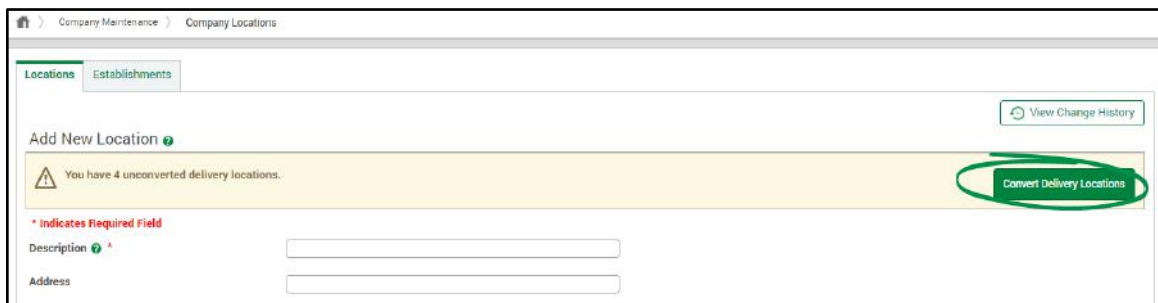 Company Maintenance Company Locations
Locations Establishments
View Change History
Add New Location ?
You have 4 unconverted delivery locations.
Convert Delivery Locations
* Indicates Required Field
Description ? *
Address